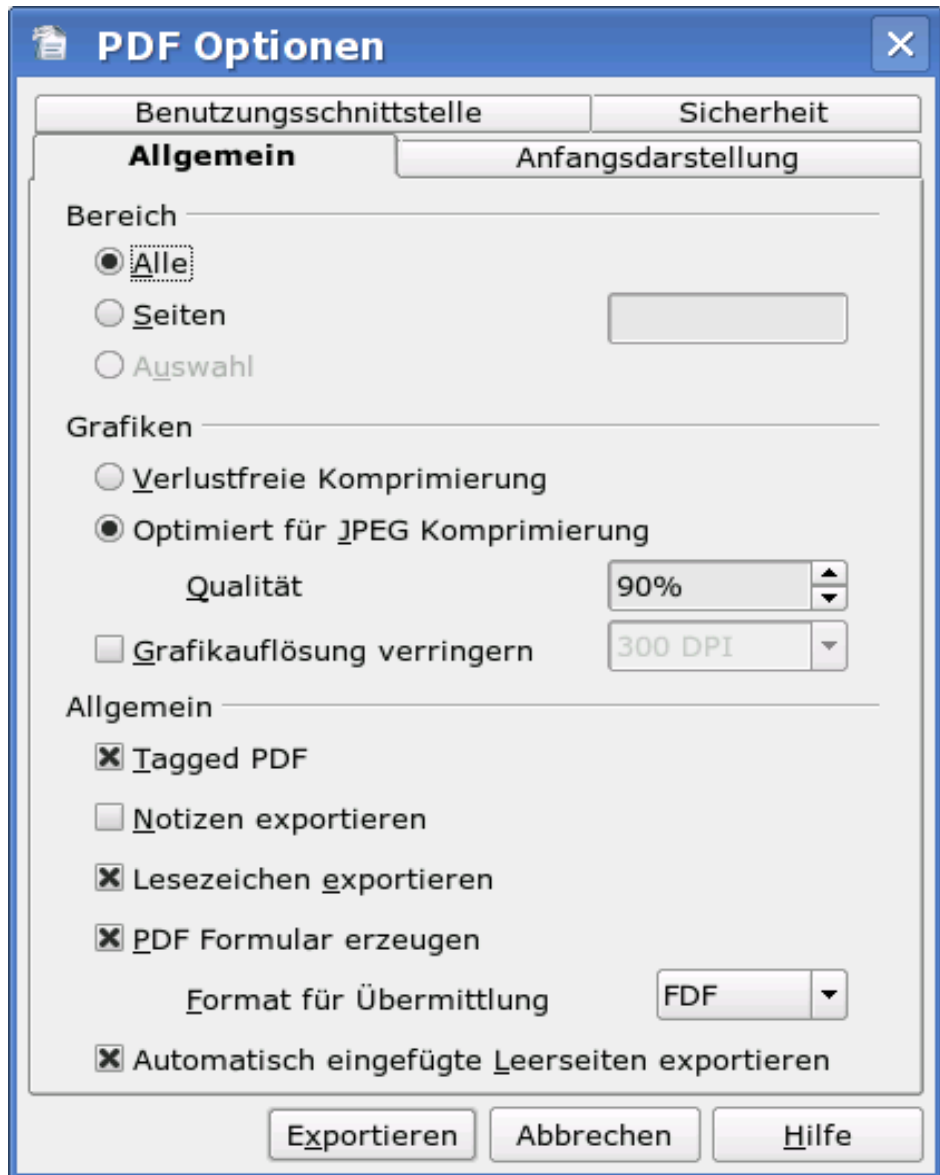 PDF Optionen
Benutzungsschnittstelle Sicherheit
Allgemein Anfangsdarstellung
Bereich
Alle
Seiten
Auswahl
Grafiken
Verlustfreie Komprimierung
Optimiert für JPEG Komprimierung
Qualität 90%
Grafikauflösung verringern 300 DPI
Allgemein
Tagged PDF
Notizen exportieren
Lesezeichen exportieren
PDF Formular erzeugen
Format für Übermittlung FDF
Automatisch eingefügte Leerseiten exportieren
Exportieren Abbrechen Hilfe